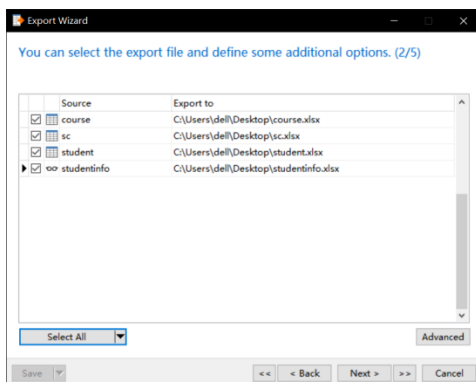 Export Wizard
You can select the export file and define some additional options. (2/5)
Source Export to
course C:\Users\dell\Desktop\course.xlsx
sc C:\Users\dell\Desktop\sc.xlsx
student C:\Users\dell\Desktop\student.xlsx
studentinfo C:\Users\dell\Desktop\studentinfo.xlsx
Select All Advanced
Save << < Back Next > >> Cancel